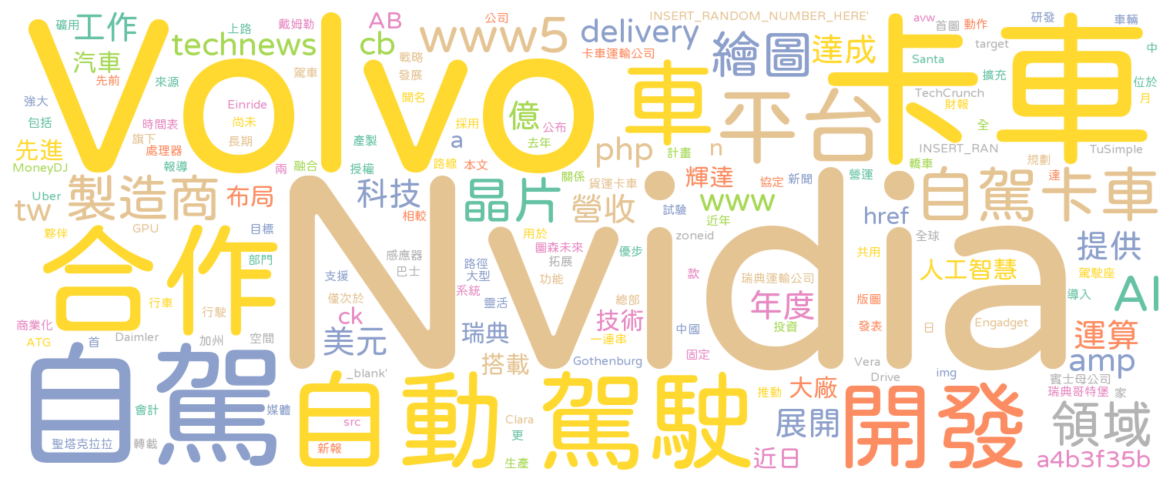 礦用
工作
上路
戴姆勒
AB
公司
INSERT_RANDOM_NUMBER_HERE'
avw
首圖
動作
研發
車輛
汽車
technews
cb
戰略
www5
卡車運輸公司
delivery
繪圖
達成
target
中
先前
來源
駕車
發展
Santa
擴充
位於
強大
Volvo
聞名
車
平台
卡車
TechCrunch
財報
月
包括
時間表
Einride
尚未
採用
億
公布
去年
全
先進
旗下
處理器
長期
產製
a
php
計畫
n
INSERT_RAN
TuSimple
MoneyDJ
報導
兩
融合
授權
路線
本文
關係
輝達
協定
新聞
營運
轎車
規劃
達
Uber
製造商
布局
科技
相較
晶片
貨運卡車
營收
試驗
www
近年
href
自駕卡車
tw
GPU
目標
Nvidia
用於
zoneid
全球
夥伴
合作
部門
感應器
圖森未來
優步
拓展
共用
提供
巴士
路徑
大型
功能
瑞典運輸公司
人工智慧
駕駛座
行車
支援
系統
款
導入
AI
行駛
僅次於
靈活
總部
年度
版圖
商業化
ck
技術
投資
發表
日
Engadget
ATG
首
Daimler
加州
空間
美元
瑞典
一連串
中國
運算
搭載
Gothenburg
固定
Vera
amp
自駕
_blank'
自動駕駛
Drive
img
賓士母公司
推動
大廠
開發
瑞典哥特堡
家
會計
媒體
Clara
展開
領域
聖塔克拉拉
轉載
src
新報
更
生產
近日
a4b3f35b